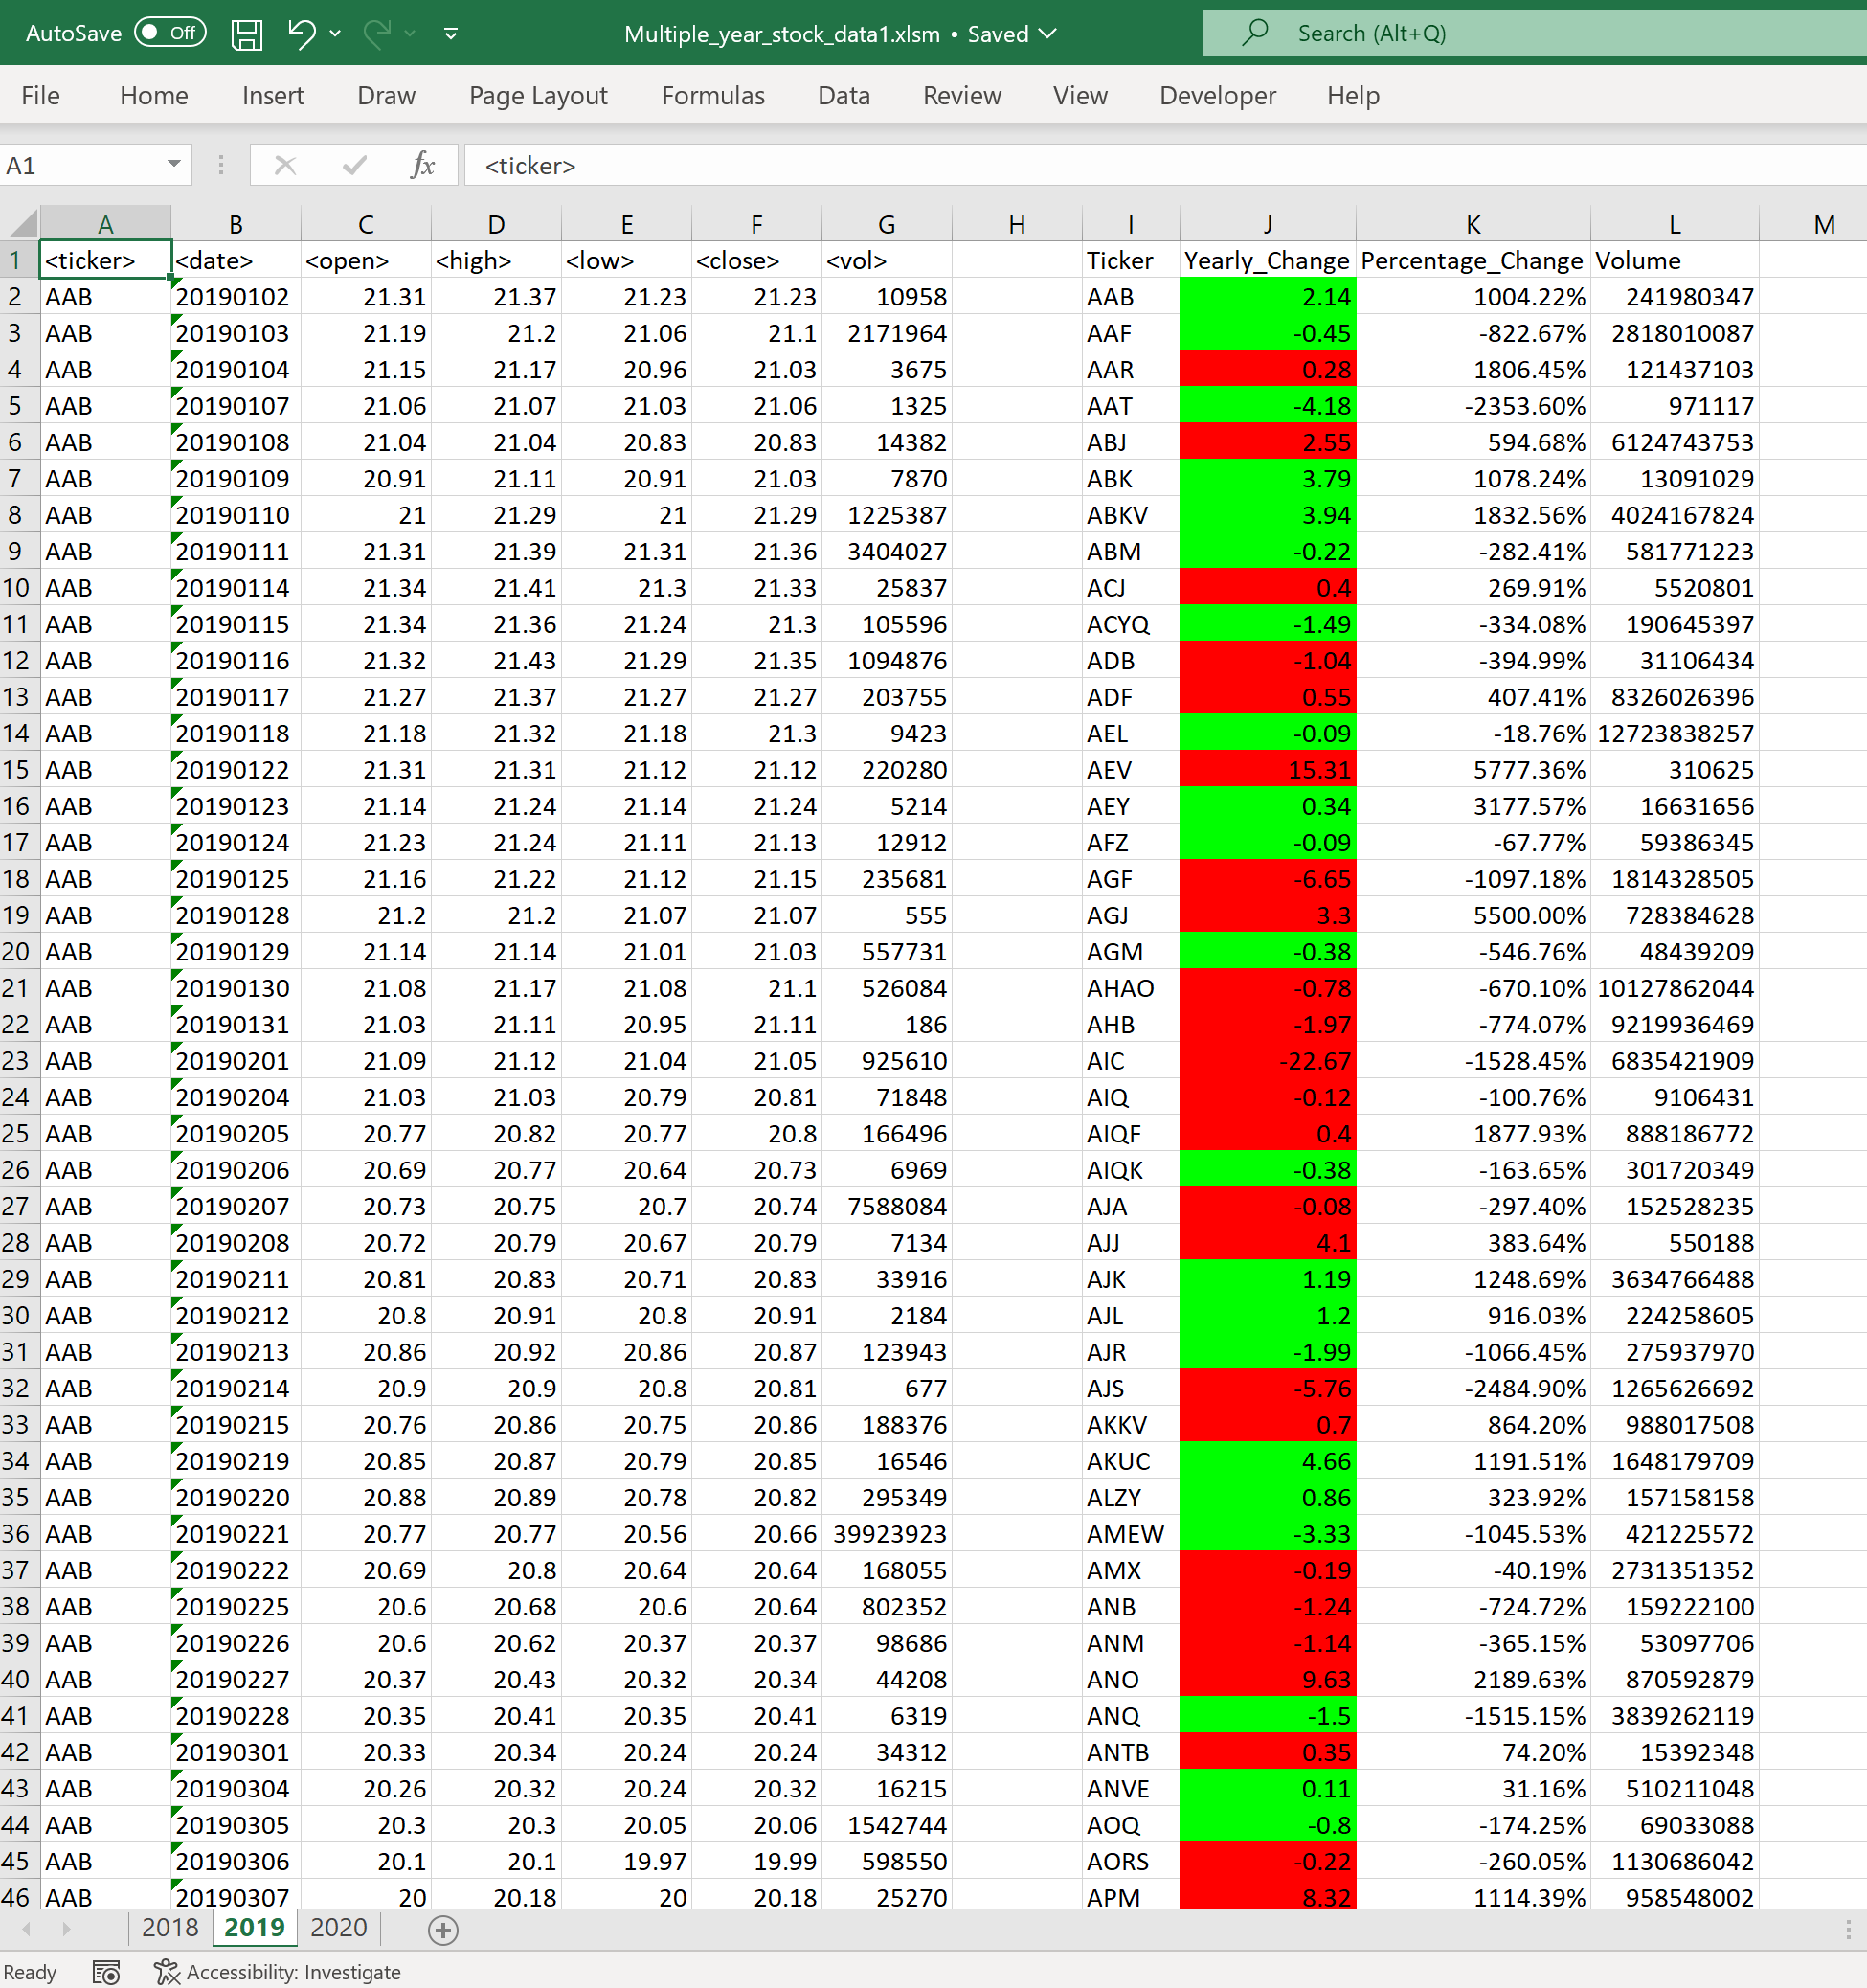 AutoSave Off Multiple_year_stock_data1.xlsm • Saved Search (Alt+Q)
File Home Insert Draw Page Layout Formulas Data Review View Developer Help
A1 fx <ticker>
A B C D E F G H I J K L M
1 <ticker> <date> <open> <high> <low> <close> <vol> Ticker Yearly_Change Percentage_Change Volume
2 AAB 20190102 21.31 21.37 21.23 21.23 10958 AAB 2.14 1004.22% 241980347
3 AAB 20190103 21.19 21.2 21.06 21.1 2171964 AAF -0.45 -822.67% 2818010087
4 AAB 20190104 21.15 21.17 20.96 21.03 3675 AAR 0.28 1806.45% 121437103
5 AAB 20190107 21.06 21.07 21.03 21.06 1325 AAT -4.18 -2353.60% 971117
6 AAB 20190108 21.04 21.04 20.83 20.83 14382 ABJ 2.55 594.68% 6124743753
7 AAB 20190109 20.91 21.11 20.91 21.03 7870 ABK 3.79 1078.24% 13091029
8 AAB 20190110 21 21.29 21 21.29 1225387 ABKV 3.94 1832.56% 4024167824
9 AAB 20190111 21.31 21.39 21.31 21.36 3404027 ABM -0.22 -282.41% 581771223
10 AAB 20190114 21.34 21.41 21.3 21.33 25837 ACJ 0.4 269.91% 5520801
11 AAB 20190115 21.34 21.36 21.24 21.3 105596 ACYQ -1.49 -334.08% 190645397
12 AAB 20190116 21.32 21.43 21.29 21.35 1094876 ADB -1.04 -394.99% 31106434
13 AAB 20190117 21.27 21.37 21.27 21.27 203755 ADF 0.55 407.41% 8326026396
14 AAB 20190118 21.18 21.32 21.18 21.3 9423 AEL -0.09 -18.76% 12723838257
15 AAB 20190122 21.31 21.31 21.12 21.12 220280 AEV 15.31 5777.36% 310625
16 AAB 20190123 21.14 21.24 21.14 21.24 5214 AEY 0.34 3177.57% 16631656
17 AAB 20190124 21.23 21.24 21.11 21.13 12912 AFZ -0.09 -67.77% 59386345
18 AAB 20190125 21.16 21.22 21.12 21.15 235681 AGF -6.65 -1097.18% 1814328505
19 AAB 20190128 21.2 21.2 21.07 21.07 555 AGJ 3.3 5500.00% 728384628
20 AAB 20190129 21.14 21.14 21.01 21.03 557731 AGM -0.38 -546.76% 48439209
21 AAB 20190130 21.08 21.17 21.08 21.1 526084 AHAO -0.78 -670.10% 10127862044
22 AAB 20190131 21.03 21.11 20.95 21.11 186 AHB -1.97 -774.07% 9219936469
23 AAB 20190201 21.09 21.12 21.04 21.05 925610 AIC -22.67 -1528.45% 6835421909
24 AAB 20190204 21.03 21.03 20.79 20.81 71848 AIQ -0.12 -100.76% 9106431
25 AAB 20190205 20.77 20.82 20.77 20.8 166496 AIQF 0.4 1877.93% 888186772
26 AAB 20190206 20.69 20.77 20.64 20.73 6969 AIQK -0.38 -163.65% 301720349
27 AAB 20190207 20.73 20.75 20.7 20.74 7588084 AJA -0.08 -297.40% 152528235
28 AAB 20190208 20.72 20.79 20.67 20.79 7134 AJJ 4.1 383.64% 550188
29 AAB 20190211 20.81 20.83 20.71 20.83 33916 AJK 1.19 1248.69% 3634766488
30 AAB 20190212 20.8 20.91 20.8 20.91 2184 AJL 1.2 916.03% 224258605
31 AAB 20190213 20.86 20.92 20.86 20.87 123943 AJR -1.99 -1066.45% 275937970
32 AAB 20190214 20.9 20.9 20.8 20.81 677 AJS -5.76 -2484.90% 1265626692
33 AAB 20190215 20.76 20.86 20.75 20.86 188376 AKKV 0.7 864.20% 988017508
34 AAB 20190219 20.85 20.87 20.79 20.85 16546 AKUC 4.66 1191.51% 1648179709
35 AAB 20190220 20.88 20.89 20.78 20.82 295349 ALZY 0.86 323.92% 157158158
36 AAB 20190221 20.77 20.77 20.56 20.66 39923923 AMEW -3.33 -1045.53% 421225572
37 AAB 20190222 20.69 20.8 20.64 20.64 168055 AMX -0.19 -40.19% 2731351352
38 AAB 20190225 20.6 20.68 20.6 20.64 802352 ANB -1.24 -724.72% 159222100
39 AAB 20190226 20.6 20.62 20.37 20.37 98686 ANM -1.14 -365.15% 53097706
40 AAB 20190227 20.37 20.43 20.32 20.34 44208 ANO 9.63 2189.63% 870592879
41 AAB 20190228 20.35 20.41 20.35 20.41 6319 ANQ -1.5 -1515.15% 3839262119
42 AAB 20190301 20.33 20.34 20.24 20.24 34312 ANTB 0.35 74.20% 15392348
43 AAB 20190304 20.26 20.32 20.24 20.32 16215 ANVE 0.11 31.16% 510211048
44 AAB 20190305 20.3 20.3 20.05 20.06 1542744 AOQ -0.8 -174.25% 69033088
45 AAB 20190306 20.1 20.1 19.97 19.99 598550 AORS -0.22 -260.05% 1130686042
46 AAB 20190307 20 20.18 20 20.18 25270 APM 8.32 1114.39% 958548002
2018 2019 2020
Ready Accessibility: Investigate